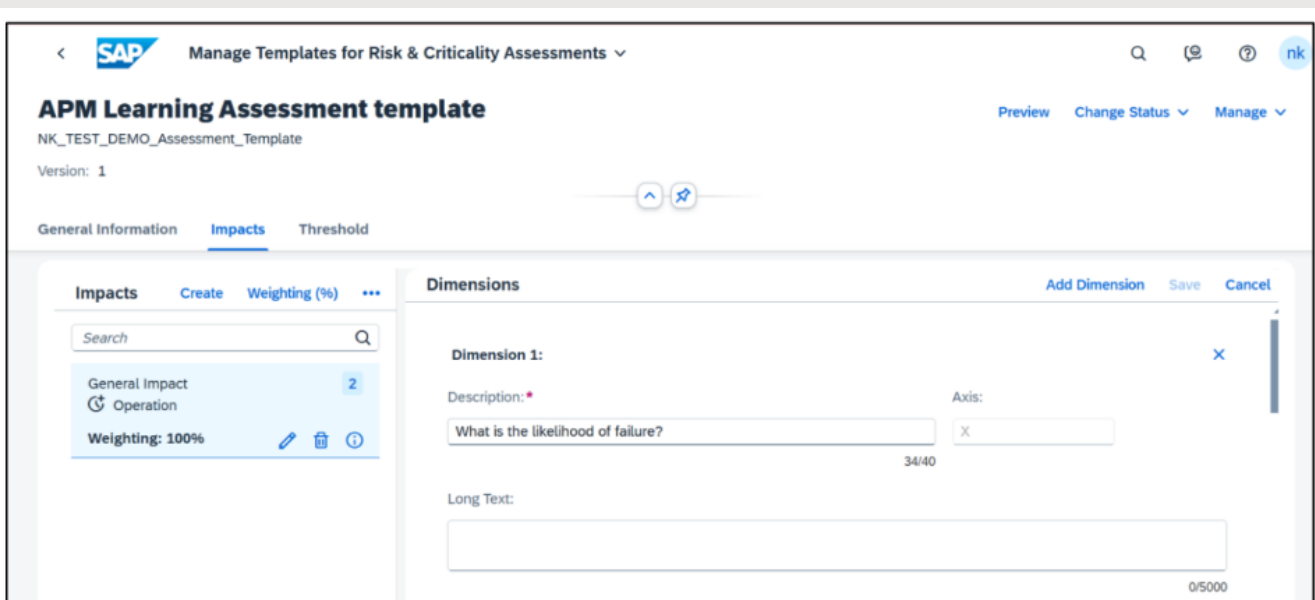 SAP Manage Templates for Risk & Criticality Assessments nk
APM Learning Assessment template Preview Change Status Manage
NK_TEST_DEMO_Assessment_Template
Version: 1
General Information Impacts Threshold
Impacts Create Weighting (%) ••• Dimensions Add Dimension Save Cancel
Search
Dimension 1:
General Impact 2
Operation
Description:* Axis:
Weighting: 100% What is the likelihood of failure? X
34/40
Long Text:
0/5000